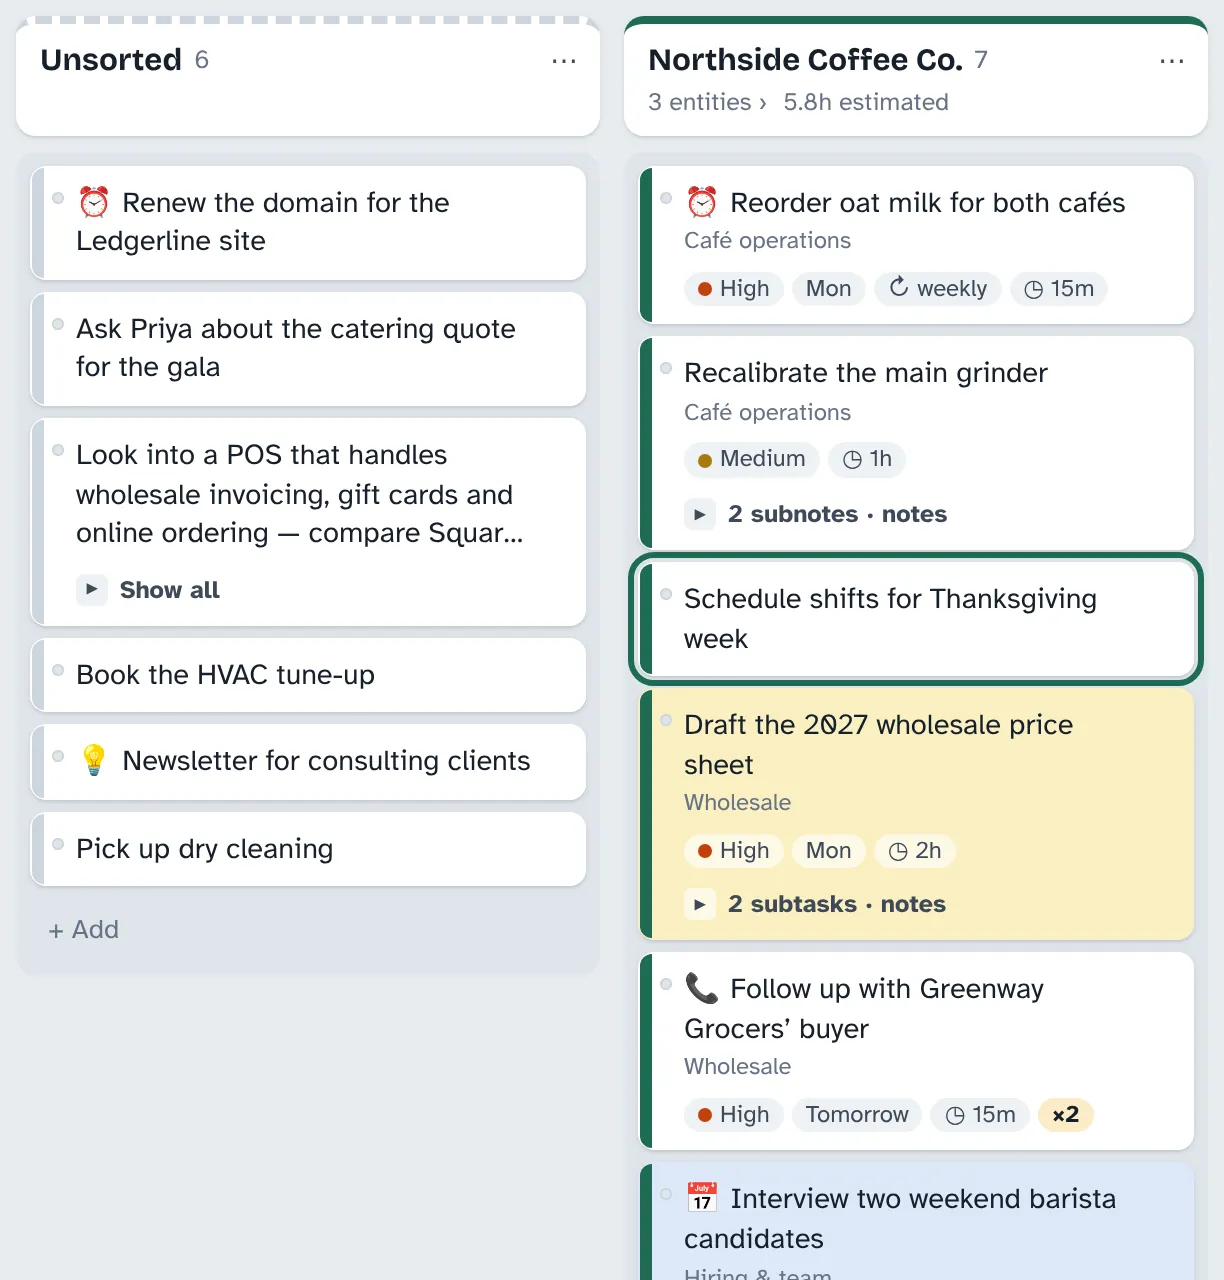 Unsorted 6 ...
⏰ Renew the domain for the
Ledgerline site
Ask Priya about the catering quote
for the gala
Look into a POS that handles
wholesale invoicing, gift cards and
online ordering — compare Squar...
▶ Show all
Book the HVAC tune-up
💡 Newsletter for consulting clients
Pick up dry cleaning
+ Add
Northside Coffee Co. 7 ...
3 entities › 5.8h estimated
⏰ Reorder oat milk for both cafés
Café operations
High Mon weekly 15m
Recalibrate the main grinder
Café operations
Medium 1h
▶ 2 subnotes · notes
Schedule shifts for Thanksgiving
week
Draft the 2027 wholesale price
sheet
Wholesale
High Mon 2h
▶ 2 subtasks · notes
📞 Follow up with Greenway
Grocers’ buyer
Wholesale
High Tomorrow 15m ×2
📅 Interview two weekend barista
candidates
Hiring & team